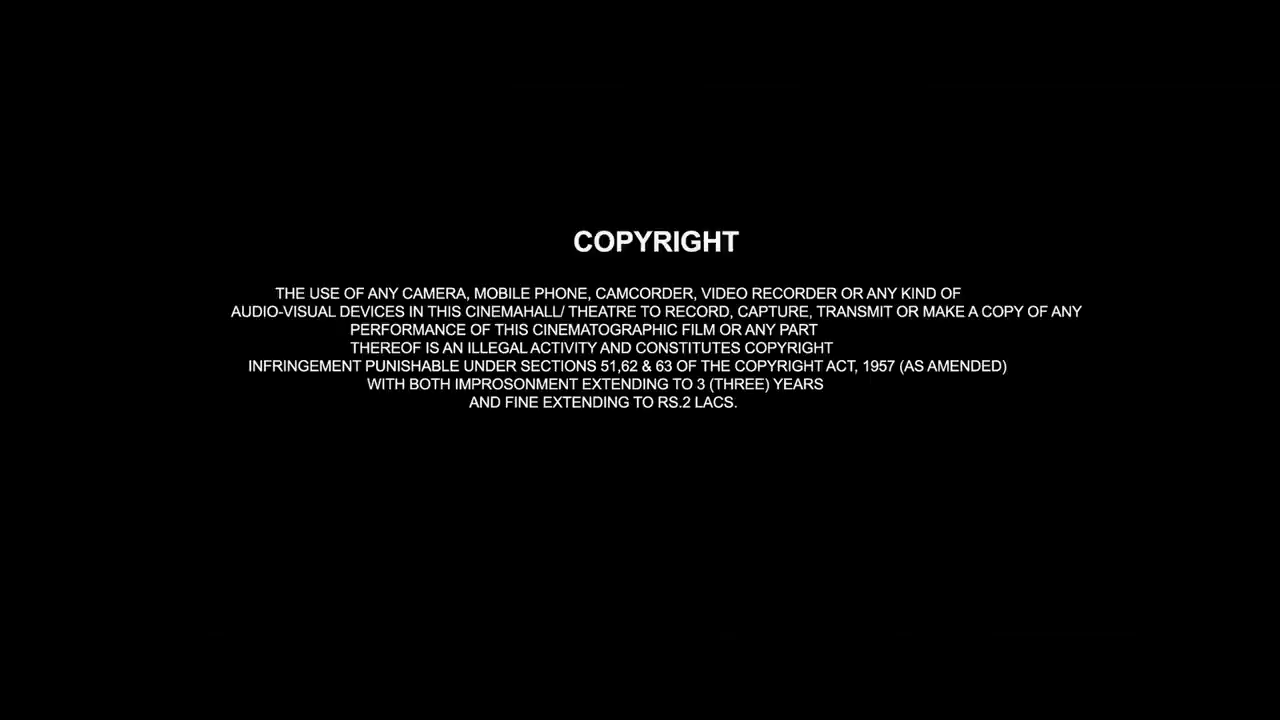 COPYRIGHT
THE USE OF ANY CAMERA, MOBILE PHONE, CAMCORDER, VIDEO RECORDER OR ANY KIND OF
AUDIO-VISUAL DEVICES IN THIS CINEMAHALL/ THEATRE TO RECORD, CAPTURE, TRANSMIT OR MAKE A COPY OF ANY
PERFORMANCE OF THIS CINEMATOGRAPHIC FILM OR ANY PART
THEREOF IS AN ILLEGAL ACTIVITY AND CONSTITUTES COPYRIGHT
INFRINGEMENT PUNISHABLE UNDER SECTIONS 51,62 & 63 OF THE COPYRIGHT ACT, 1957 (AS AMENDED)
WITH BOTH IMPROSONMENT EXTENDING TO 3 (THREE) YEARS
AND FINE EXTENDING TO RS.2 LACS.